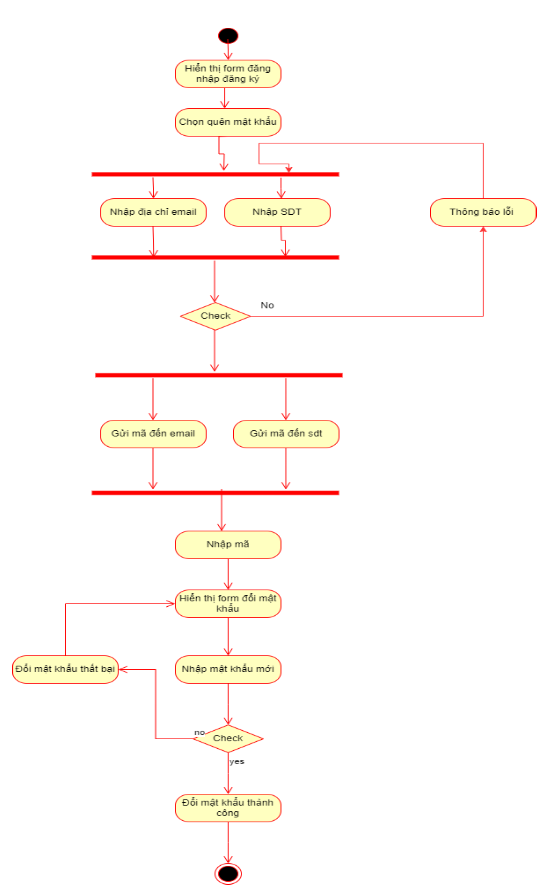 Hiển thị form đăng
nhập đăng ký
Chọn quên mật khẩu
Nhập địa chỉ email
Nhập SDT
Thông báo lỗi
No
Check
Gửi mã đến email
Gửi mã đến sdt
Nhập mã
Hiển thị form đổi mật
khẩu
Đổi mật khẩu thất bại
Nhập mật khẩu mới
no
Check
yes
Đổi mật khẩu thành
công